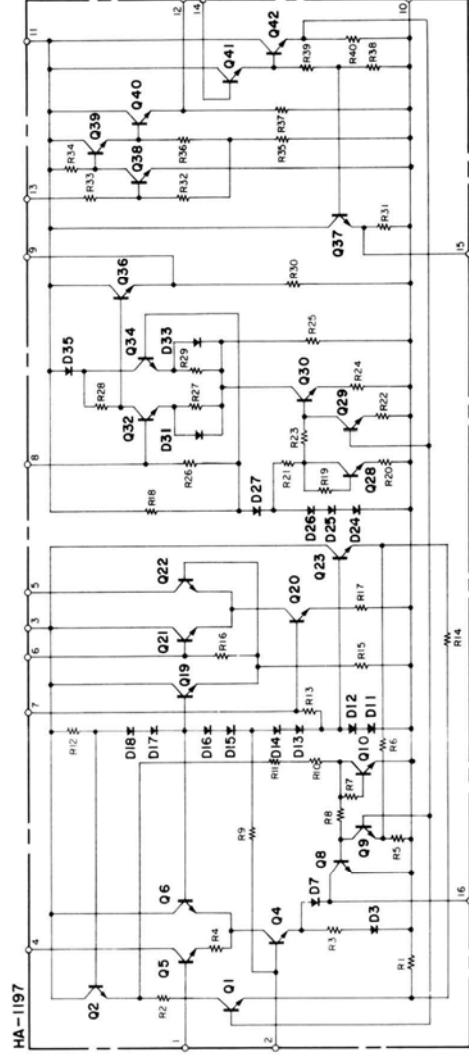 HA-1197
4
7
6
3
5
8
9
13
12
14
11
1
2
16
15
10
Q2
R12
D18
D17
Q5
Q6
R4
R2
Q1
Q4
R9
D16
D15
D14
D13
R11
R10
R13
Q19
Q21
Q22
R16
Q20
R15
R17
D7
R3
D3
R1
Q8
R8
R7
Q9
Q10
R5
R6
D12
D11
R14
Q23
R18
R26
D27
R21
D26
D25
D24
R19
Q28
R20
R23
Q30
Q29
R24
R22
D35
R28
Q32
Q34
D31
R27
R29
D33
R25
Q36
R30
R34
R33
Q39
Q38
Q40
R32
R36
R35
R37
Q37
R31
Q41
Q42
R39
R40
R38